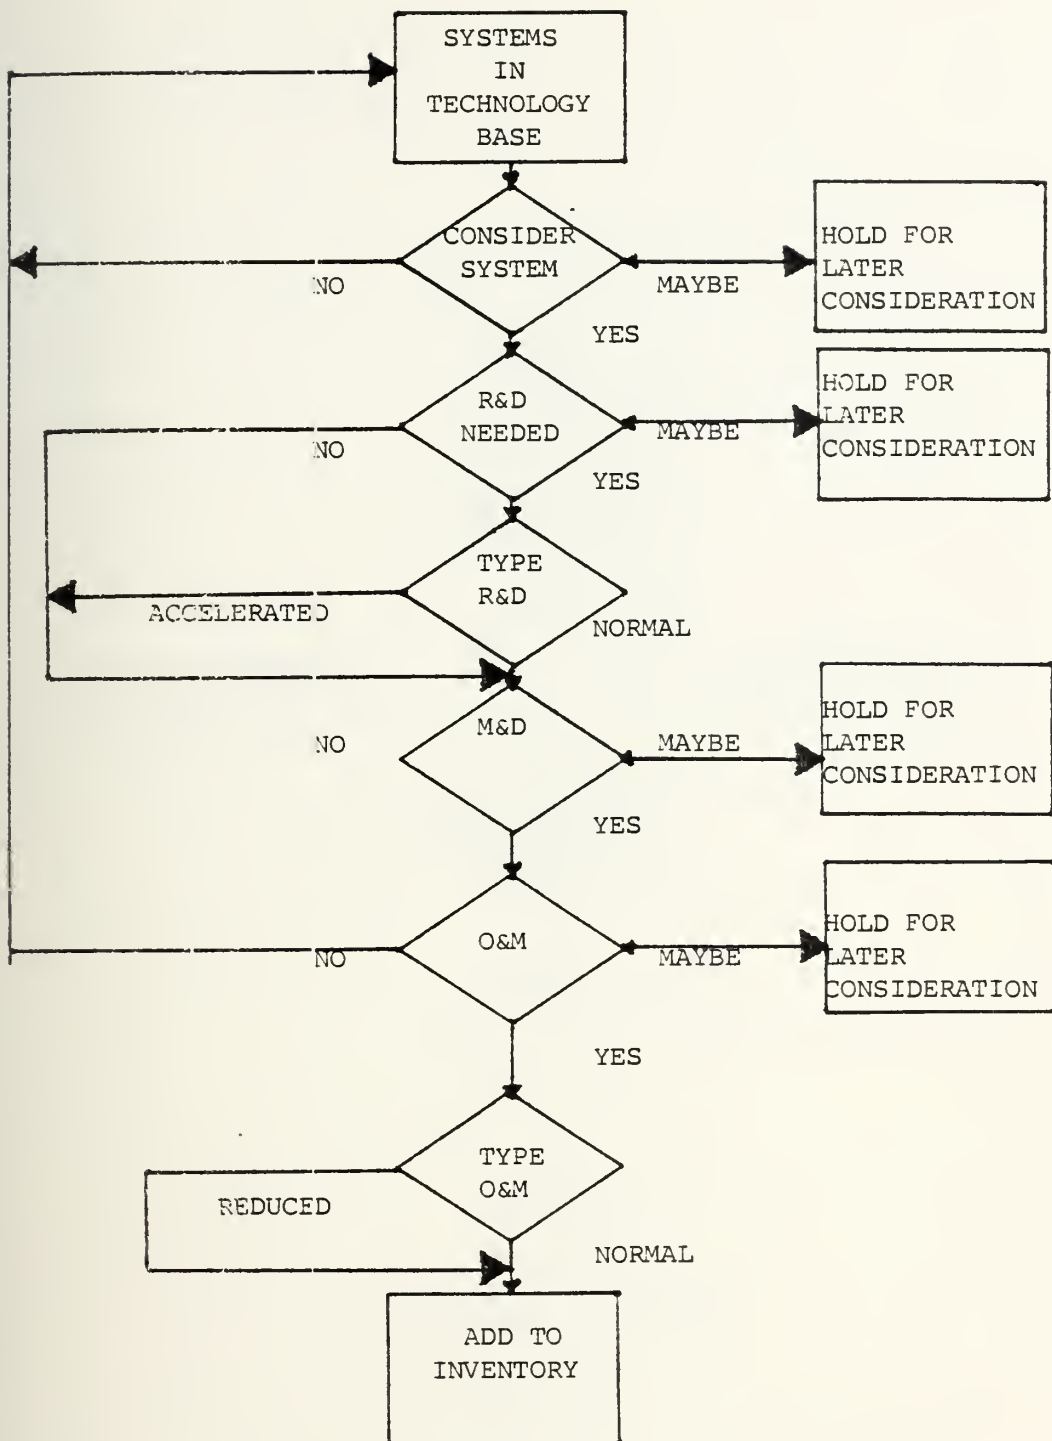 SYSTEMS
IN
TECHNOLOGY
BASE
CONSIDER
SYSTEM
NO
MAYBE
HOLD FOR
LATER
CONSIDERATION
YES
R&D
NEEDED
NO
MAYBE
HOLD FOR
LATER
CONSIDERATION
YES
TYPE
R&D
ACCELERATED
NORMAL
M&D
NO
MAYBE
HOLD FOR
LATER
CONSIDERATION
YES
O&M
NO
MAYBE
HOLD FOR
LATER
CONSIDERATION
YES
TYPE
O&M
REDUCED
NORMAL
ADD TO
INVENTORY